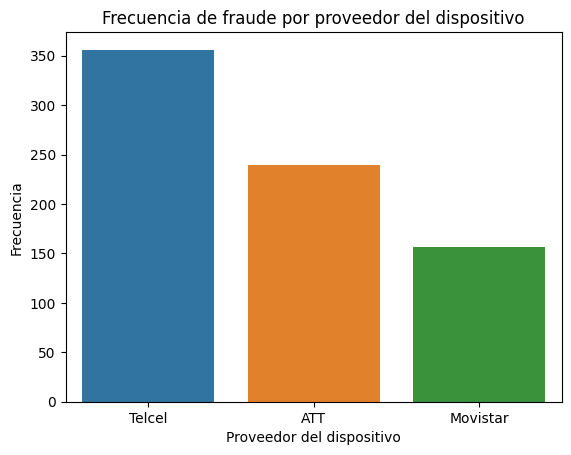 Frecuencia de fraude por proveedor del dispositivo
Frecuencia
350
300
250
200
150
100
50
0
Telcel
ATT
Movistar
Proveedor del dispositivo